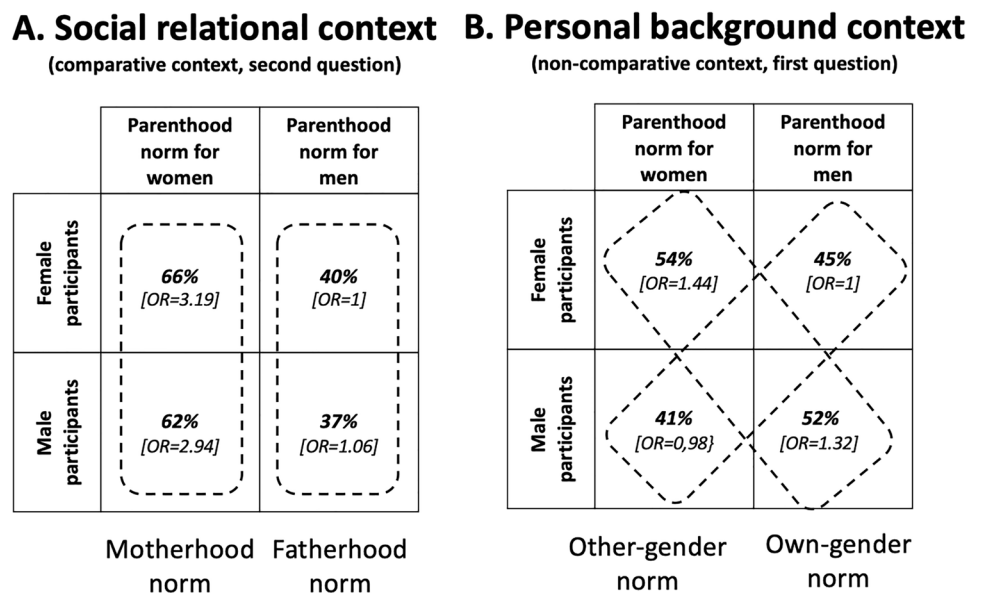 A. Social relational context
(comparative context, second question)
Parenthood
norm for
women
Parenthood
norm for
men
Female
participants
66%
[OR=3.19]
40%
[OR=1]
Male
participants
62%
[OR=2.94]
37%
[OR=1.06]
Motherhood
norm
Fatherhood
norm
B. Personal background context
(non-comparative context, first question)
Parenthood
norm for
women
Parenthood
norm for
men
Female
participants
54%
[OR=1.44]
45%
[OR=1]
Male
participants
41%
[OR=0,98}
52%
[OR=1.32]
Other-gender
norm
Own-gender
norm